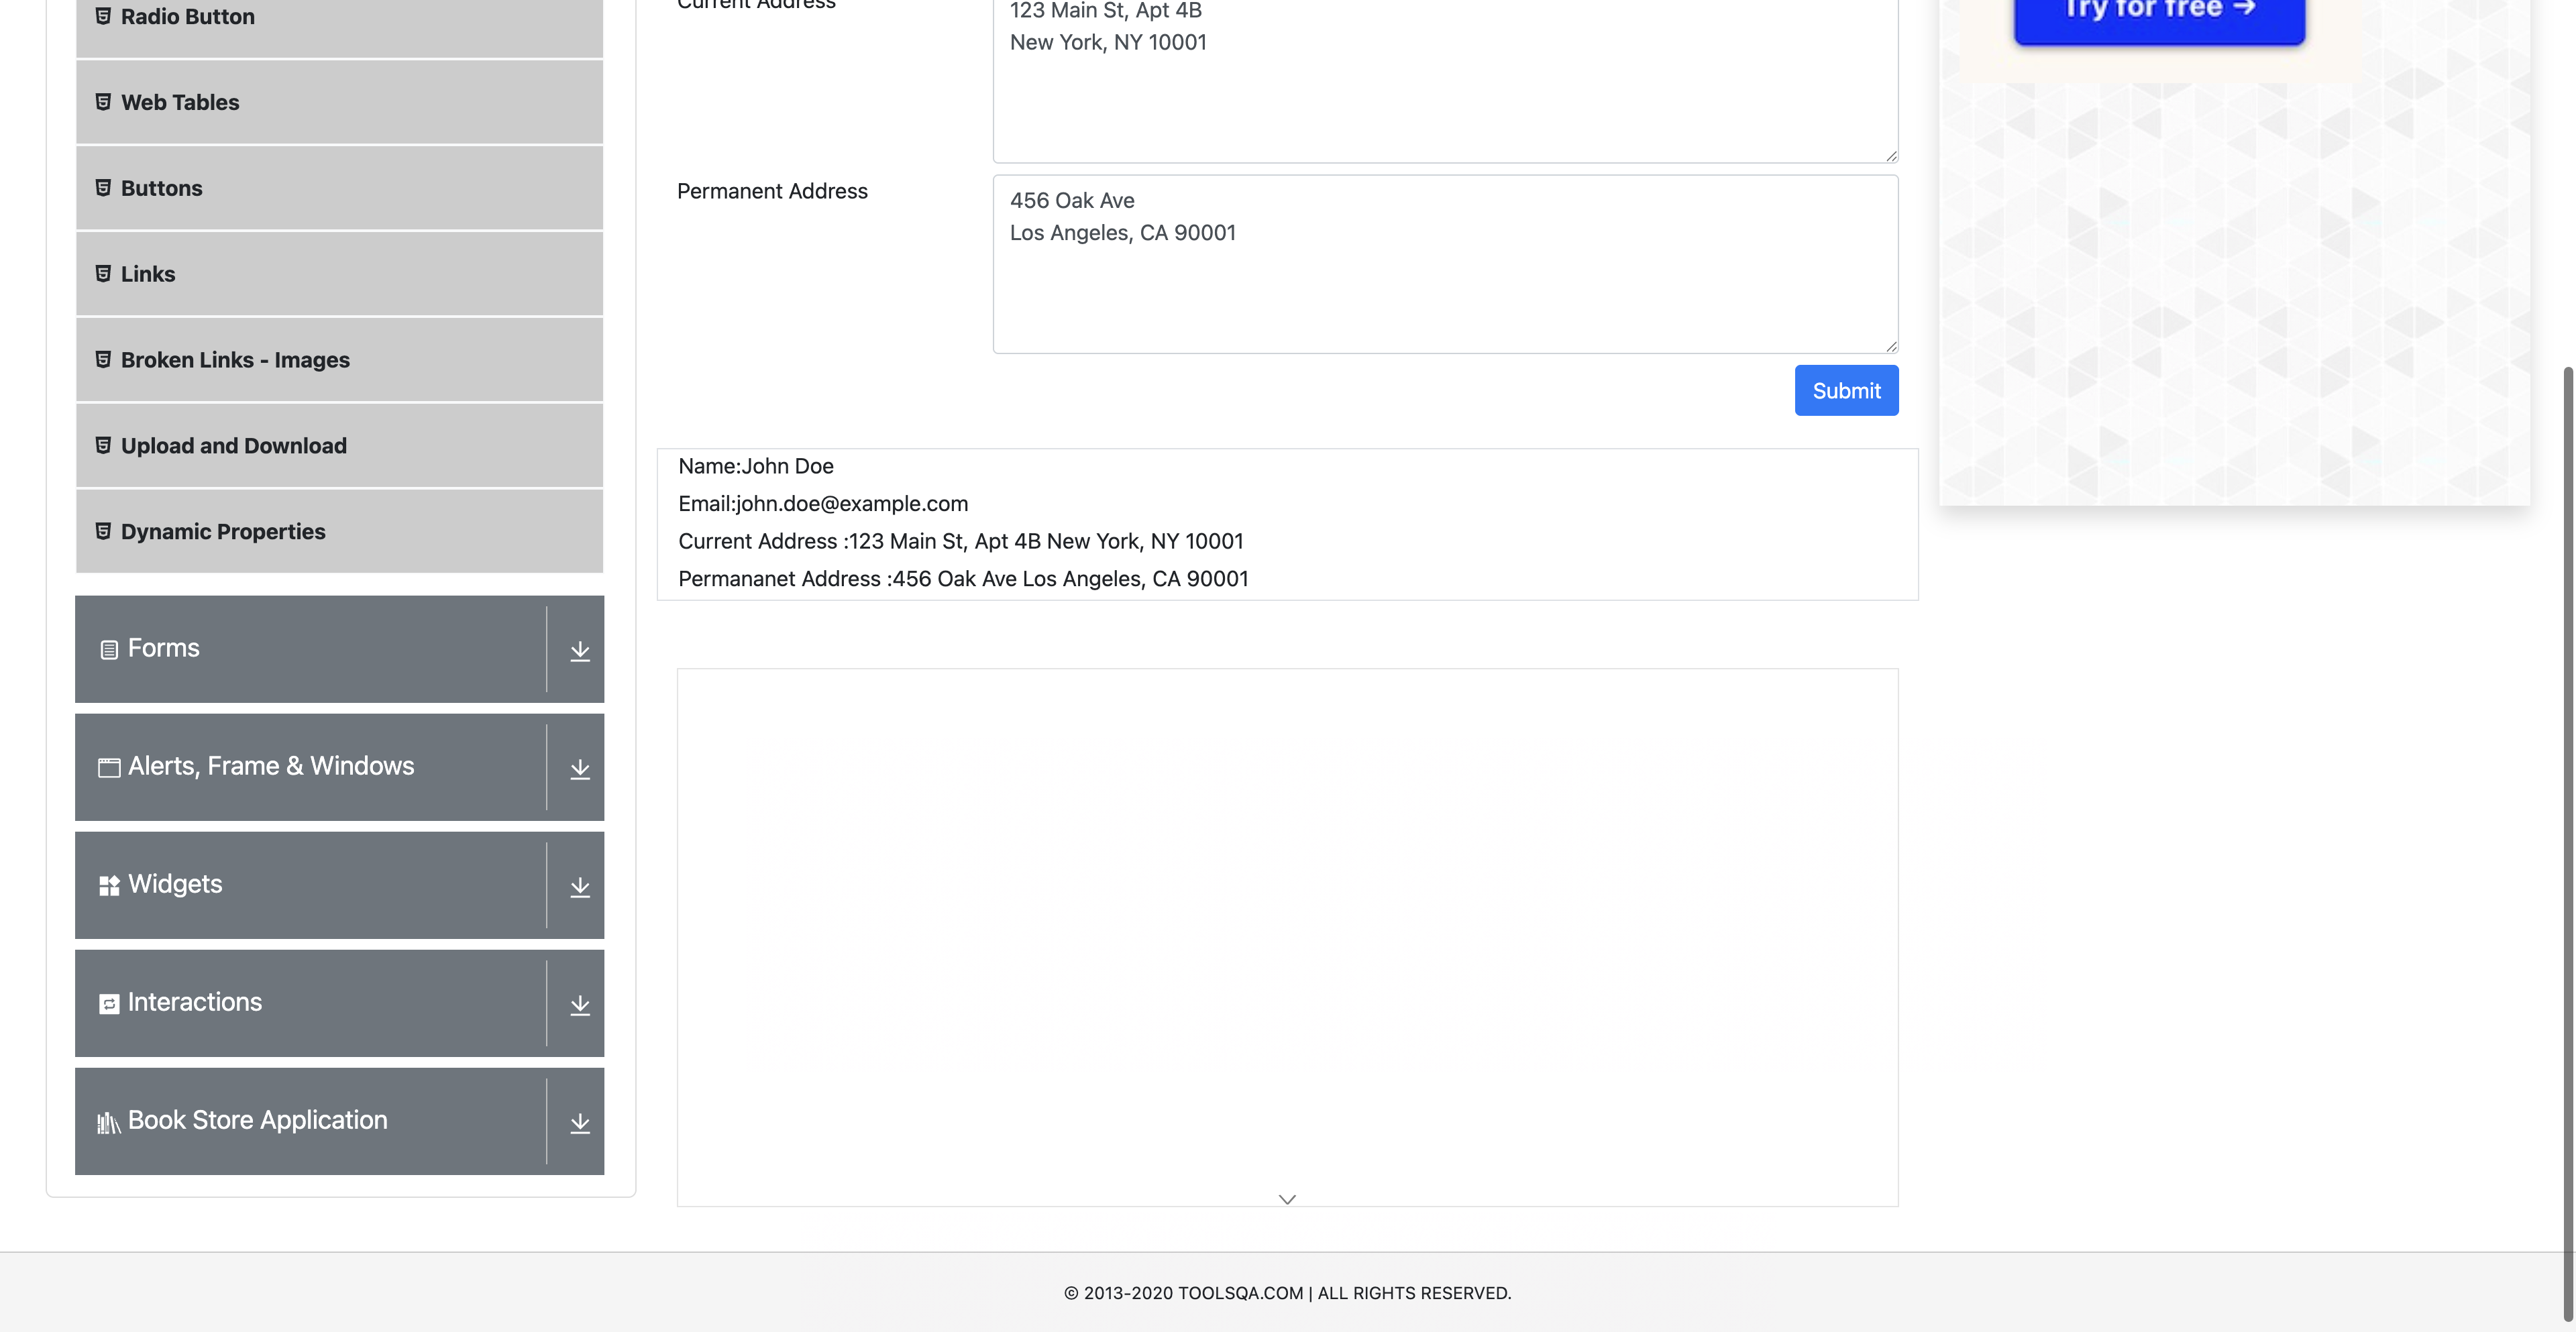 Radio Button
Web Tables
Buttons
Links
Broken Links - Images
Upload and Download
Dynamic Properties
Forms
Alerts, Frame & Windows
Widgets
Interactions
Book Store Application
Current Address
123 Main St, Apt 4B
New York, NY 10001
Permanent Address
456 Oak Ave
Los Angeles, CA 90001
Submit
Name:John Doe
Email:john.doe@example.com
Current Address :123 Main St, Apt 4B New York, NY 10001
Permananet Address :456 Oak Ave Los Angeles, CA 90001
Try for free →
© 2013-2020 TOOLSQA.COM | ALL RIGHTS RESERVED.